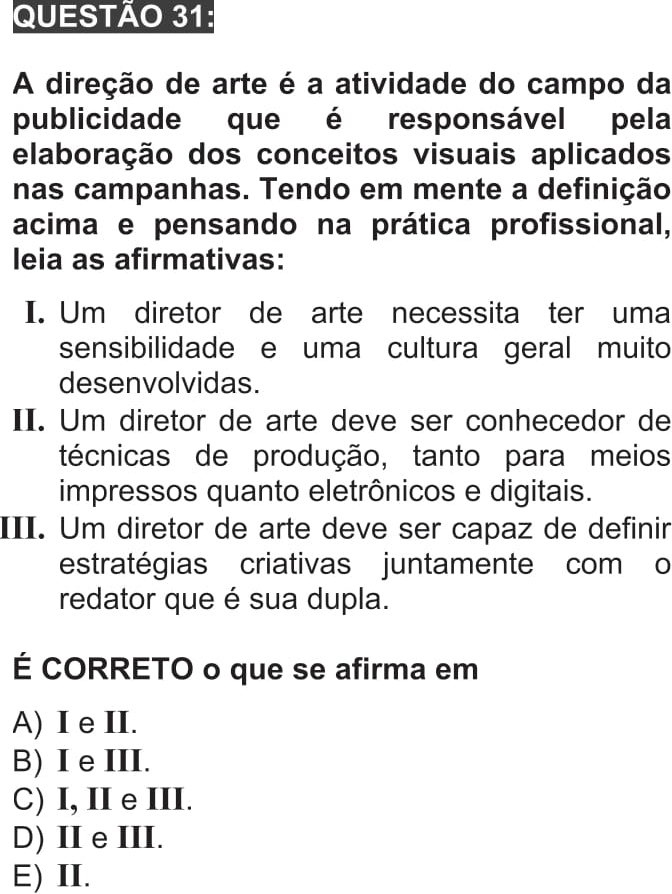 QUESTÃO 31:
A direção de arte é a atividade do campo da
publicidade que é responsável pela
elaboração dos conceitos visuais aplicados
nas campanhas. Tendo em mente a definição
acima e pensando na prática profissional,
leia as afirmativas:
I. Um diretor de arte necessita ter uma
sensibilidade e uma cultura geral muito
desenvolvidas.
II. Um diretor de arte deve ser conhecedor de
técnicas de produção, tanto para meios
impressos quanto eletrônicos e digitais.
III. Um diretor de arte deve ser capaz de definir
estratégias criativas juntamente com o
redator que é sua dupla.
É CORRETO o que se afirma em
A) I e II.
B) I e III.
C) I, II e III.
D) II e III.
E) II.